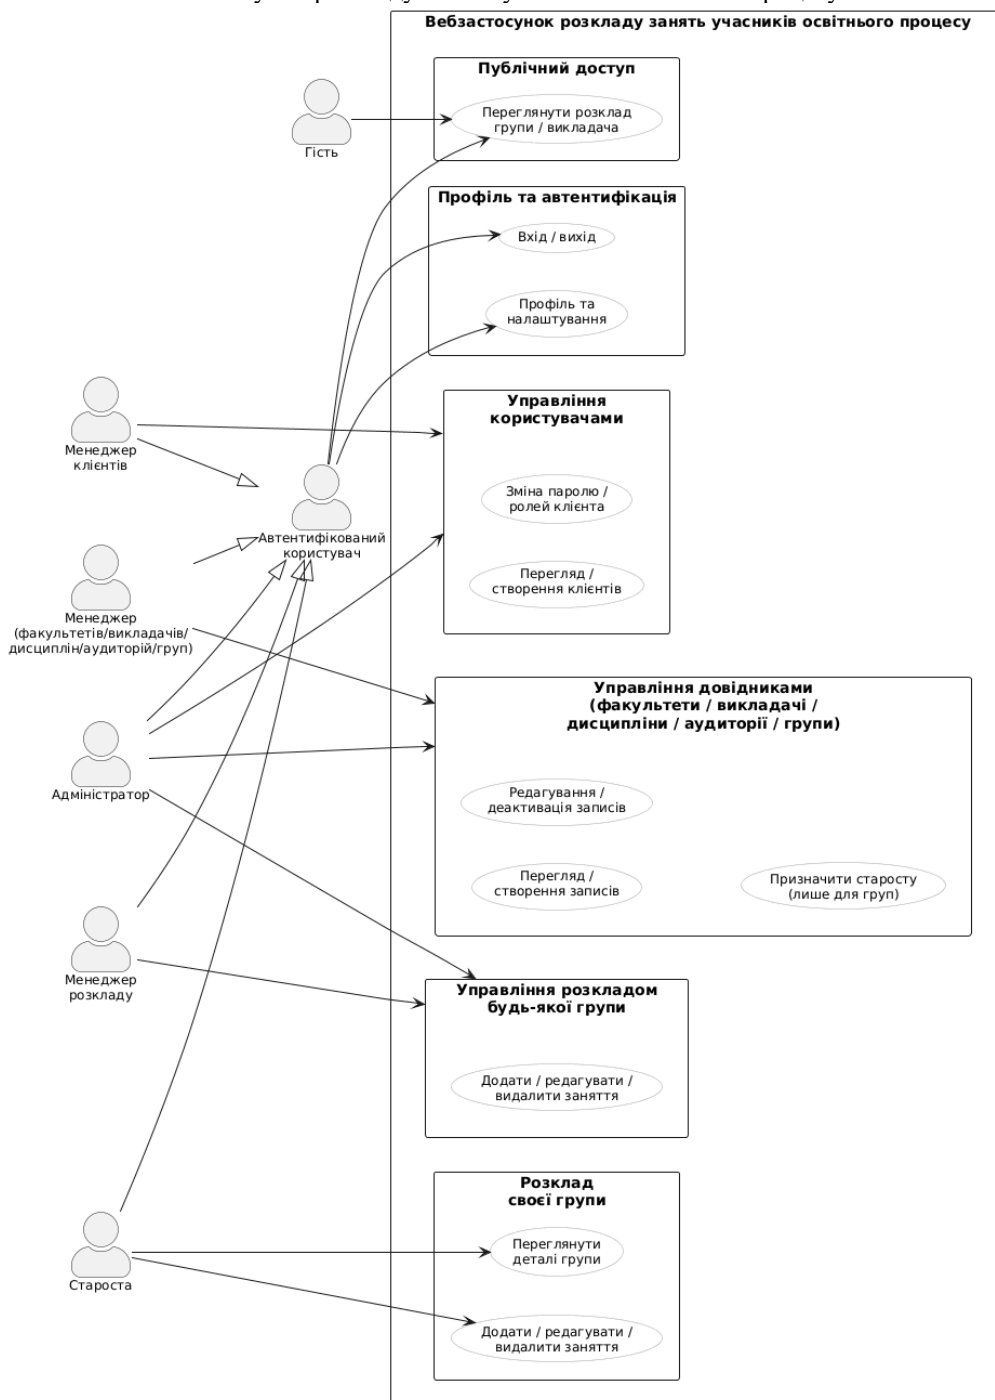 Вебзастосунок розкладу занять учасників освітнього процесу
Публічний доступ
Переглянути розклад
групи / викладача
Гість
Профіль та автентифікація
Вхід / вихід
Профіль та
налаштування
Менеджер
клієнтів
Управління
користувачами
Зміна паролю /
ролей клієнта
Перегляд /
створення клієнтів
Автентифікований
користувач
Менеджер
(факультетів/викладачів/
дисциплін/аудиторій/груп)
Управління довідниками
(факультети / викладачі /
дисципліни / аудиторії / групи)
Редагування /
деактивація записів
Перегляд /
створення записів
Призначити старосту
(лише для груп)
Адміністратор
Менеджер
розкладу
Управління розкладом
будь-якої групи
Додати / редагувати /
видалити заняття
Розклад
своєї групи
Переглянути
деталі групи
Додати / редагувати /
видалити заняття
Староста